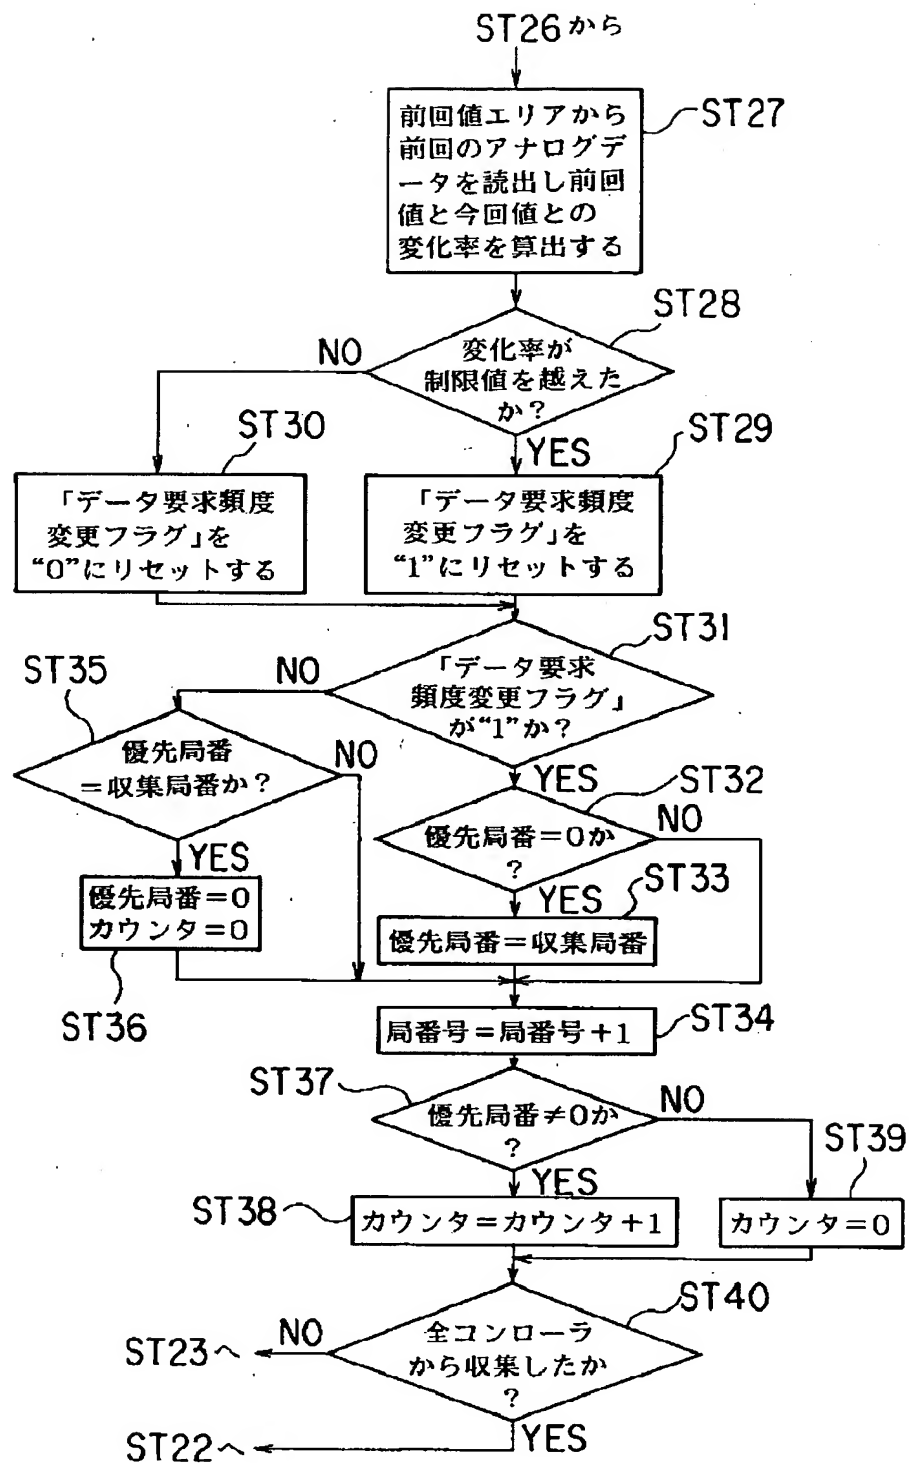 ST26から
ST27
前回値エリアから
前回のアナログデ
ータを読出し前回
値と今回値との
変化率を算出する
ST28
NO
変化率が
制限値を越えた
か?
ST30
YES
ST29
「データ要求頻度
変更フラグ」を
“0”にリセットする
「データ要求頻度
変更フラグ」を
“1”にリセットする
ST31
ST35
NO
「データ要求
頻度変更フラグ」
が“1”か?
優先局番
=収集局番か?
NO
YES
ST32
優先局番=0か
?
NO
YES
優先局番=0
カウンタ=0
YES
ST33
優先局番=収集局番
ST36
局番号=局番号+1
ST34
ST37
優先局番≠0か
?
NO
ST39
YES
ST38
カウンタ=カウンタ+1
カウンタ=0
ST40
全コンローラ
から収集したか
?
NO
ST23へ
YES
ST22へ